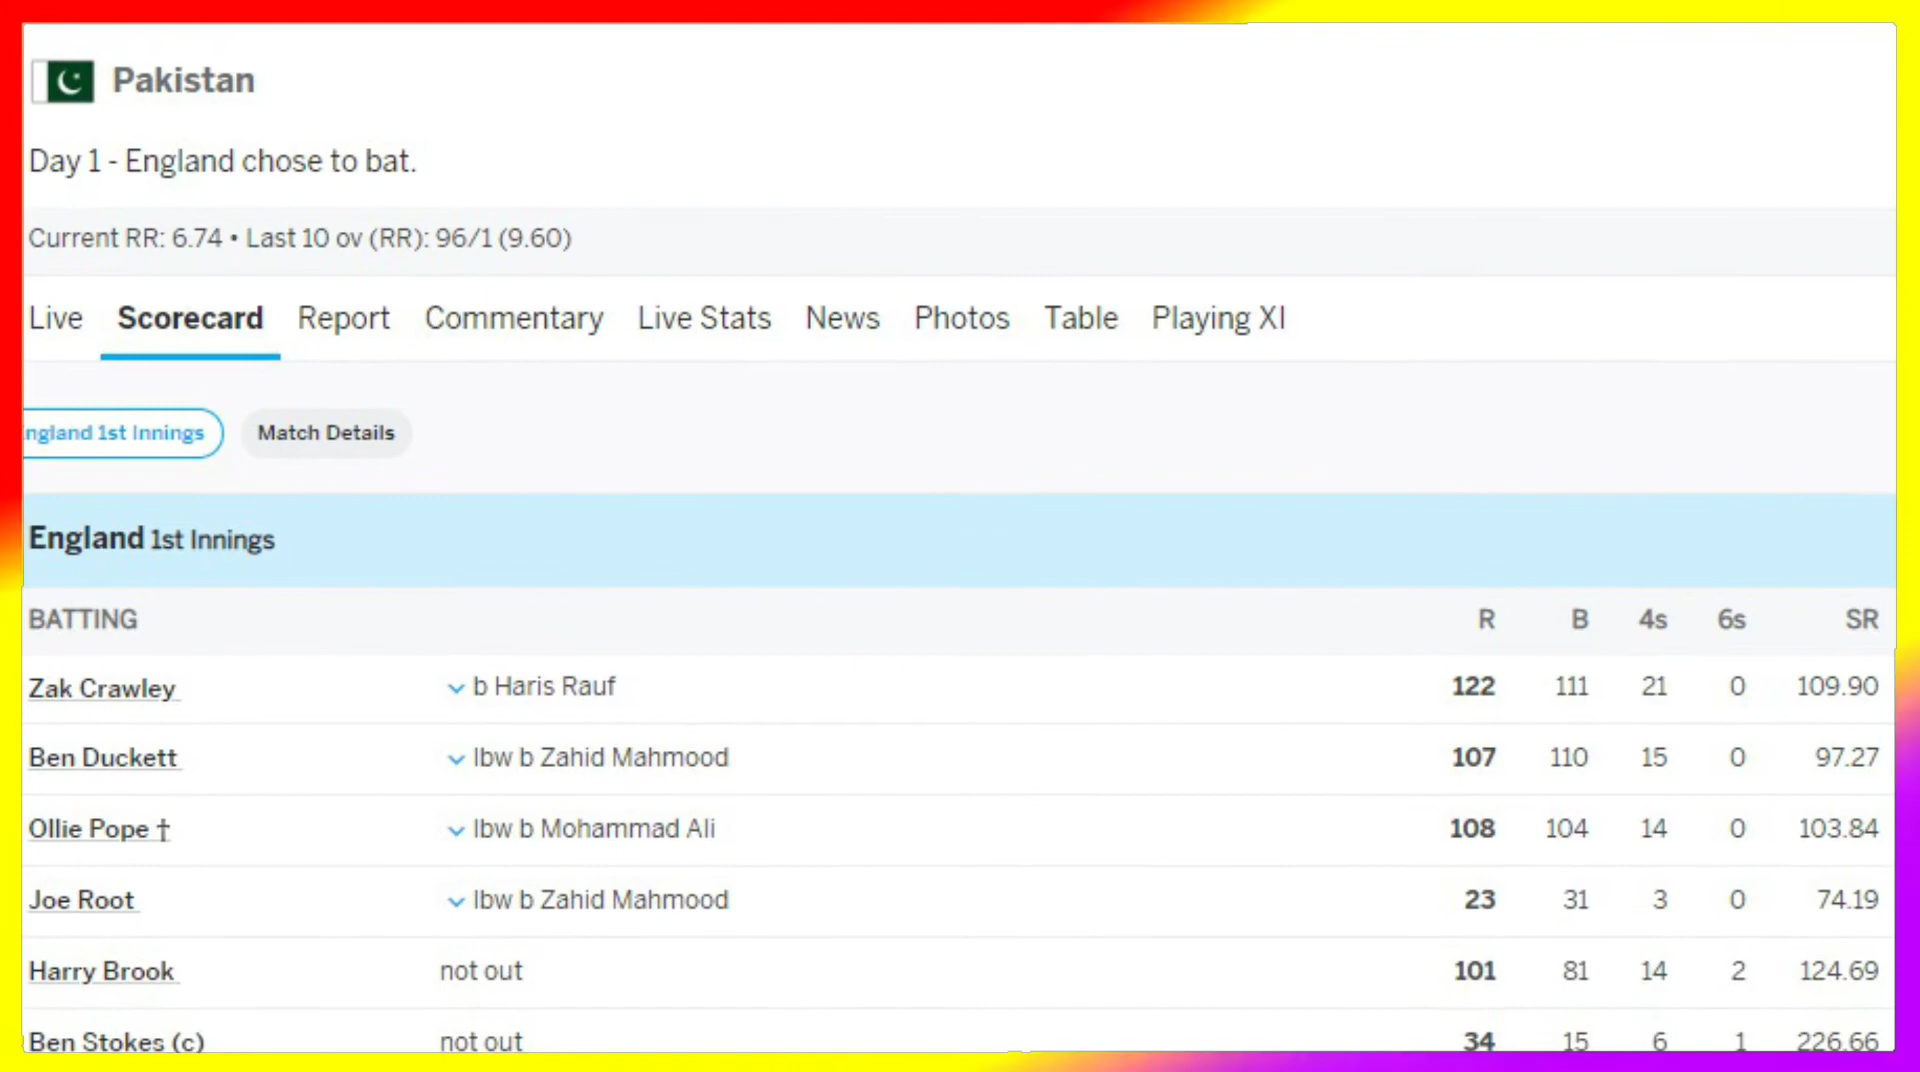 Pakistan
Day 1 - England chose to bat.
Current RR: 6.74 • Last 10 ov (RR): 96/1 (9.60)
Live Scorecard Report Commentary Live Stats News Photos Table Playing XI
ngland 1st Innings Match Details
England 1st Innings
BATTING R B 4s 6s SR
Zak Crawley b Haris Rauf 122 111 21 0 109.90
Ben Duckett lbw b Zahid Mahmood 107 110 15 0 97.27
Ollie Pope † lbw b Mohammad Ali 108 104 14 0 103.84
Joe Root lbw b Zahid Mahmood 23 31 3 0 74.19
Harry Brook not out 101 81 14 2 124.69
Ben Stokes (c) not out 34 15 6 1 226.66